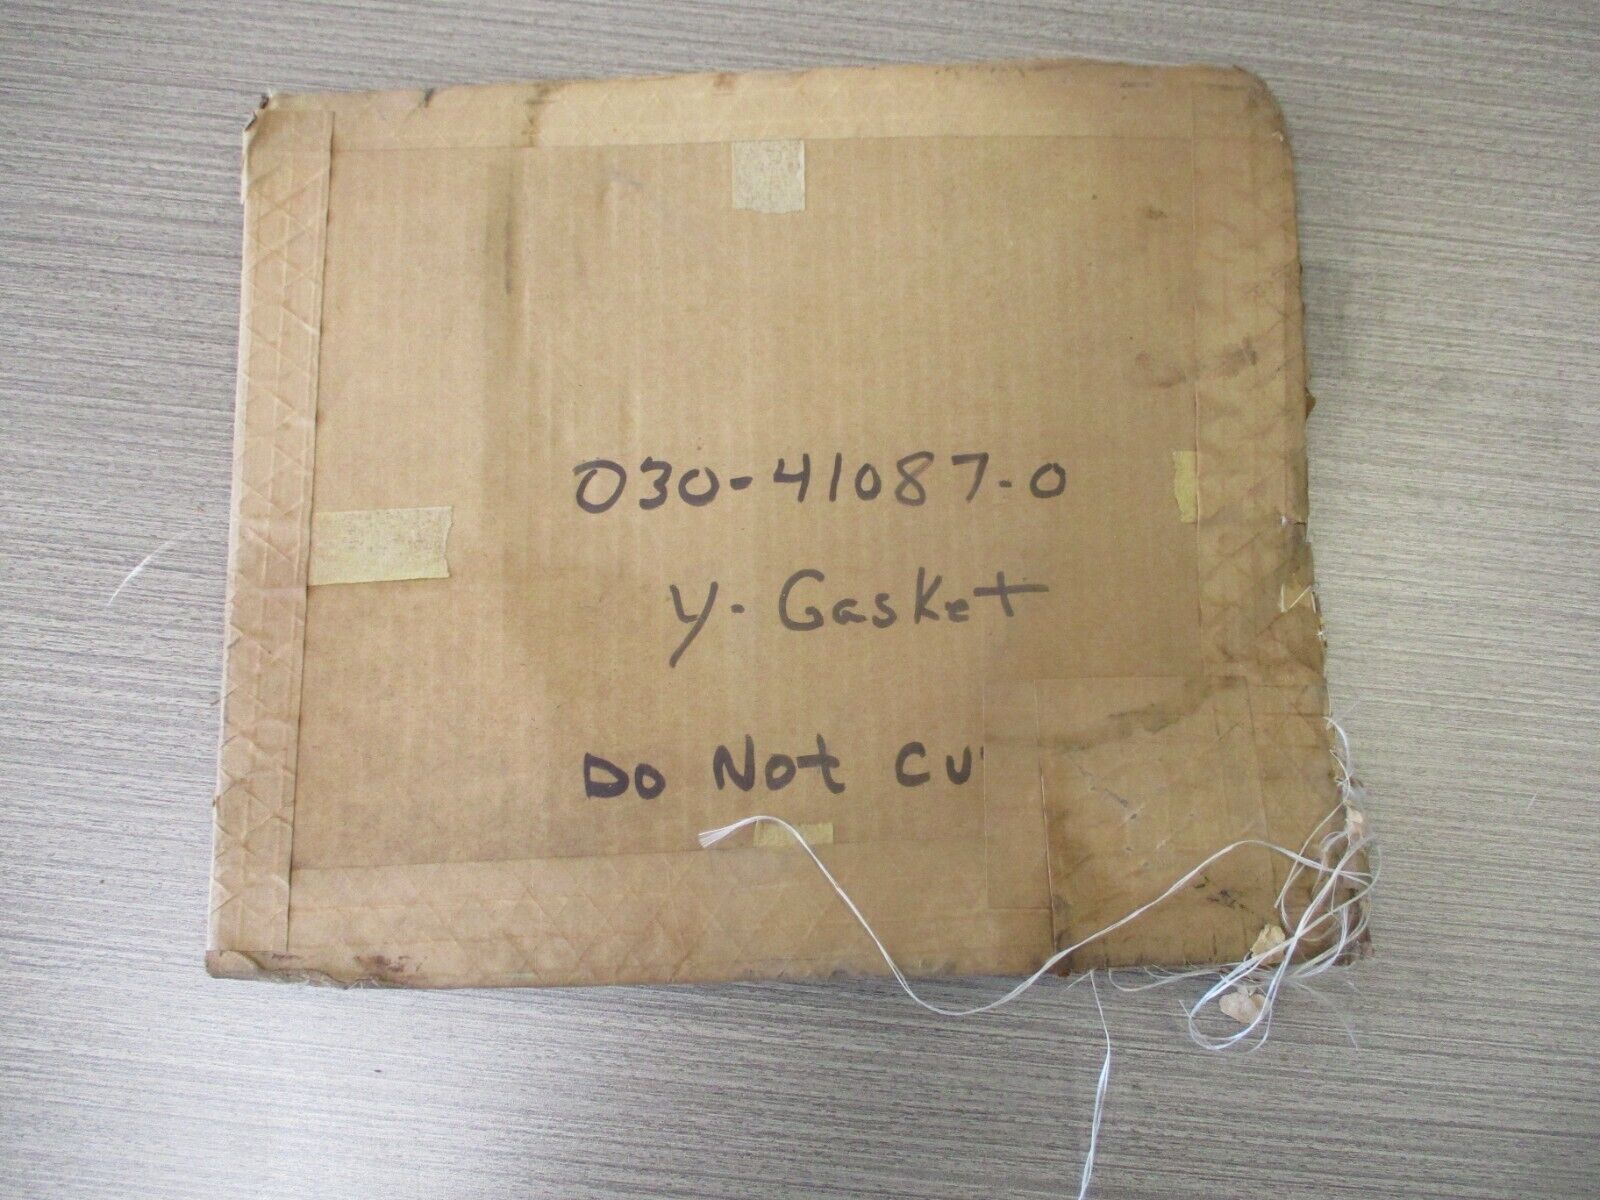 030-41087-0
Y-Gasket
Do Not Cu